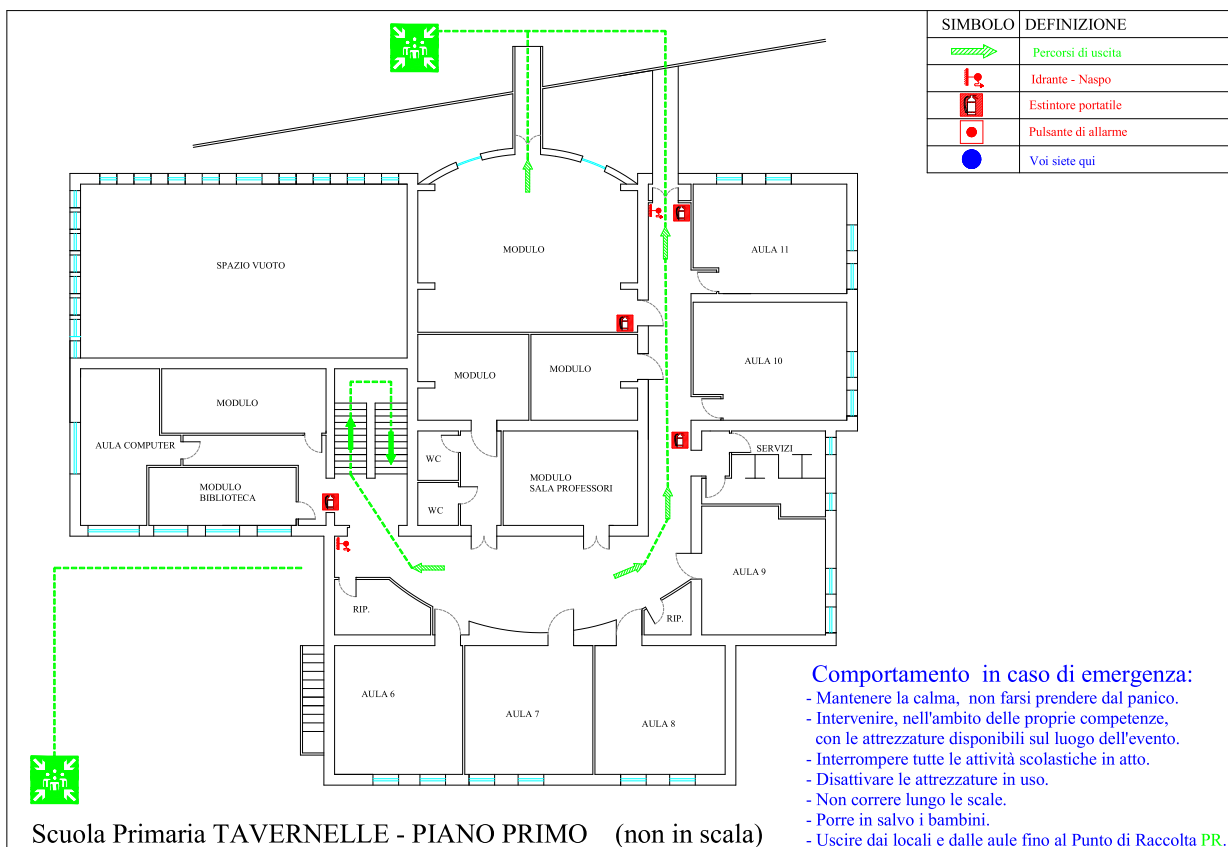 SIMBOLO DEFINIZIONE
Percorsi di uscita
Idrante - Naspo
Estintore portatile
Pulsante di allarme
Voi siete qui
SPAZIO VUOTO
MODULO
AULA 11
AULA 10
MODULO
MODULO
MODULO
AULA COMPUTER
MODULO
BIBLIOTECA
WC
WC
MODULO
SALA PROFESSORI
SERVIZI
AULA 9
RIP.
RIP.
AULA 6
AULA 7
AULA 8
Comportamento in caso di emergenza:
- Mantenere la calma, non farsi prendere dal panico.
- Intervenire, nell'ambito delle proprie competenze,
con le attrezzature disponibili sul luogo dell'evento.
- Interrompere tutte le attività scolastiche in atto.
- Disattivare le attrezzature in uso.
- Non correre lungo le scale.
- Porre in salvo i bambini.
- Uscire dai locali e dalle aule fino al Punto di Raccolta PR.
Scuola Primaria TAVERNELLE - PIANO PRIMO (non in scala)